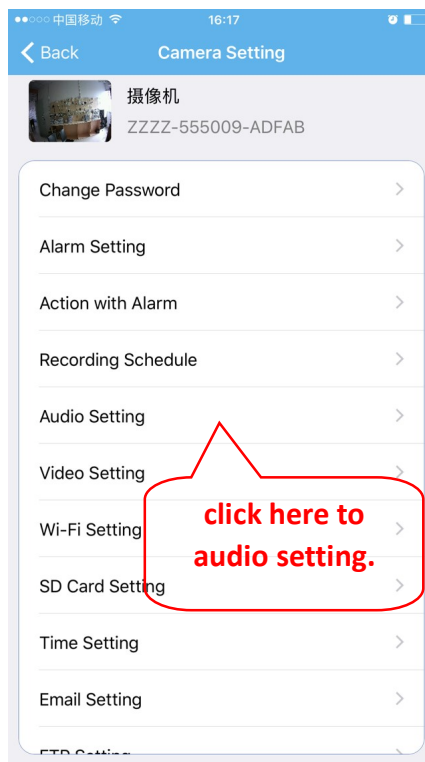 中国移动
16:17
Back
Camera Setting
摄像机
ZZZZ-555009-ADFAB
Change Password
Alarm Setting
Action with Alarm
Recording Schedule
Audio Setting
Video Setting
Wi-Fi Setting
click here to
audio setting.
SD Card Setting
Time Setting
Email Setting
FTP Setting